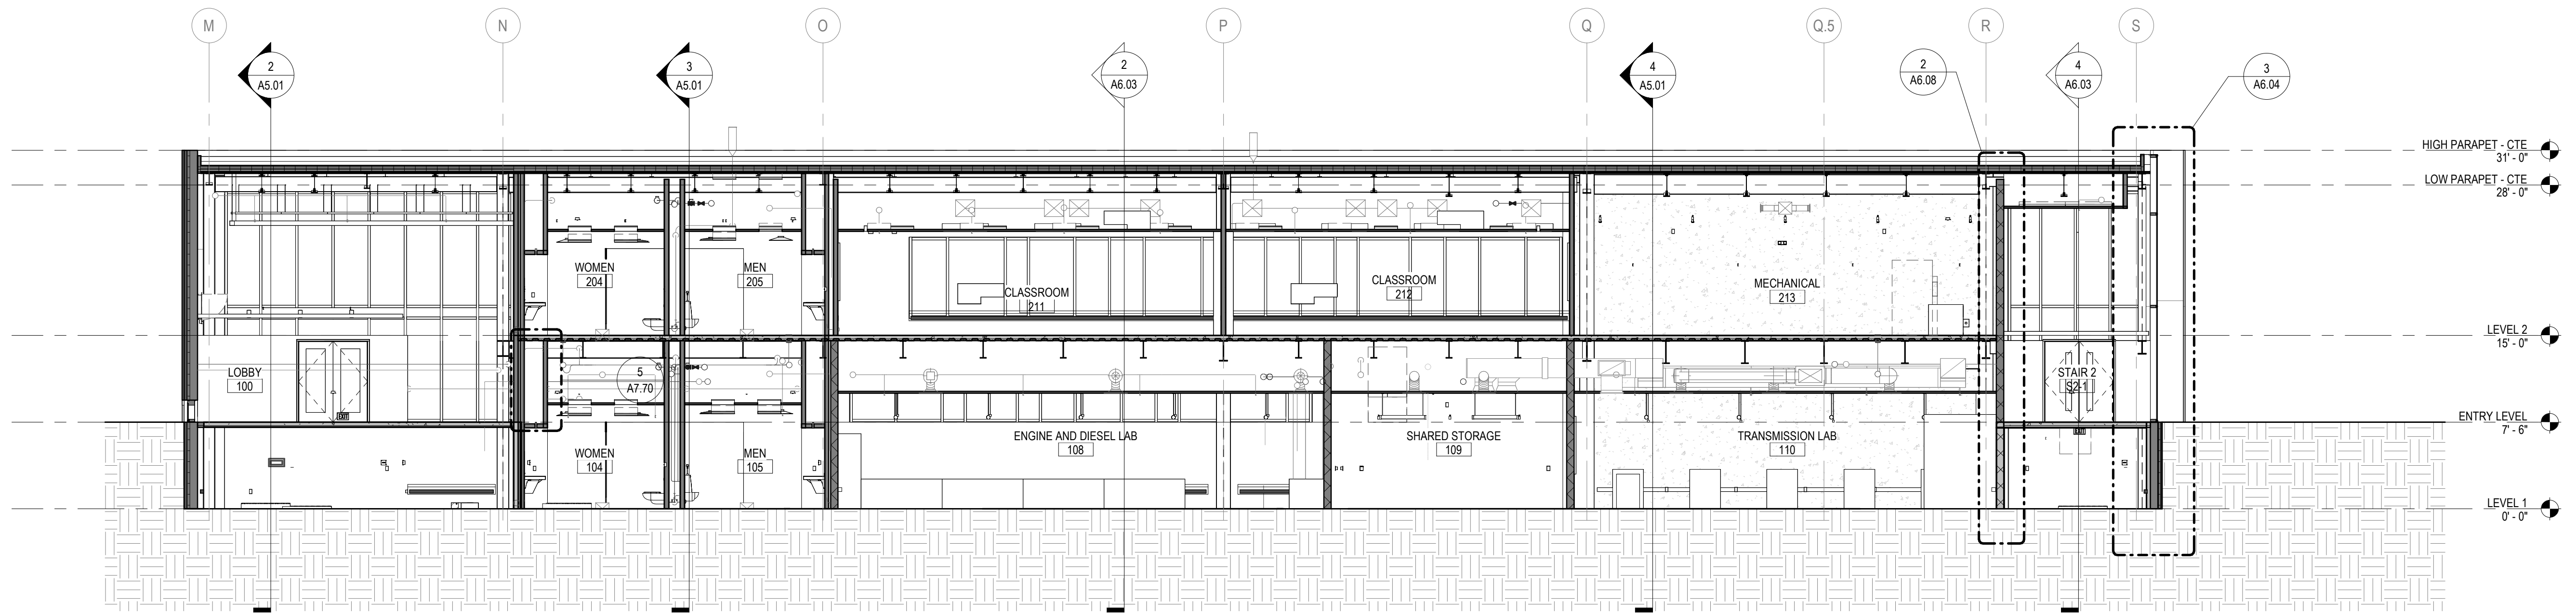 M
N
O
P
Q
Q.5
R
S
2
A5.01
3
A5.01
2
A6.03
4
A5.01
2
A6.08
4
A6.03
3
A6.04
HIGH PARAPET - CTE
31' - 0"
LOW PARAPET - CTE
28' - 0"
WOMEN
204
MEN
205
CLASSROOM
211
CLASSROOM
212
MECHANICAL
213
LEVEL 2
15' - 0"
LOBBY
100
EXIT
5
A7.70
STAIR 2
S2-1
EXIT
ENTRY LEVEL
7' - 6"
WOMEN
104
MEN
105
ENGINE AND DIESEL LAB
108
SHARED STORAGE
109
TRANSMISSION LAB
110
LEVEL 1
0' - 0"